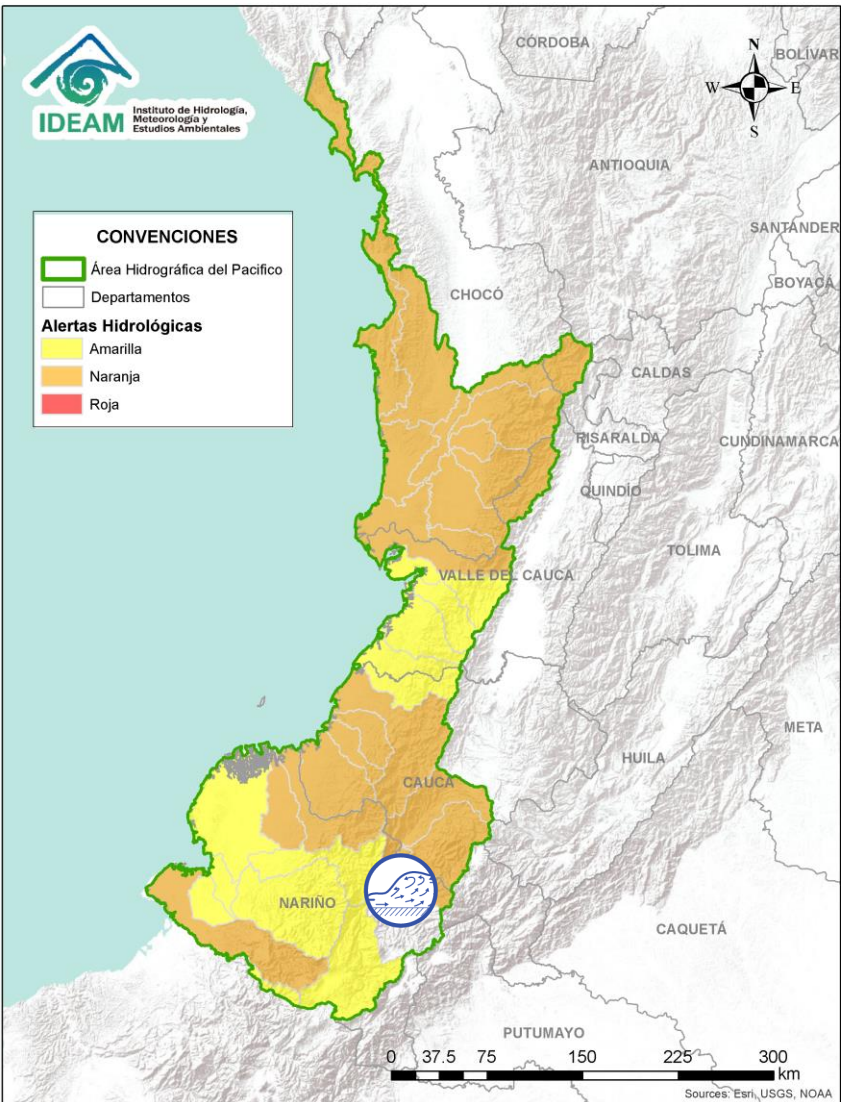 IDEAM
Instituto de Hidrología,
Meteorología y
Estudios Ambientales
CÓRDOBA
BOLIVAR
N
W
E
S
ANTIOQUIA
SANTANDER
BOYACÁ
CONVENCIONES
Área Hidrográfica del Pacifico
Departamentos
Alertas Hidrológicas
Amarilla
Naranja
Roja
CHOCÓ
CALDAS
RISARALDA
CUNDINAMARCA
QUINDÍO
TOLIMA
VALLE DEL CAUCA
META
HUILA
CAUCA
NARIÑO
CAQUETÁ
PUTUMAYO
0 37.5 75 150 225 300
km
Sources: Esri, USGS, NOAA